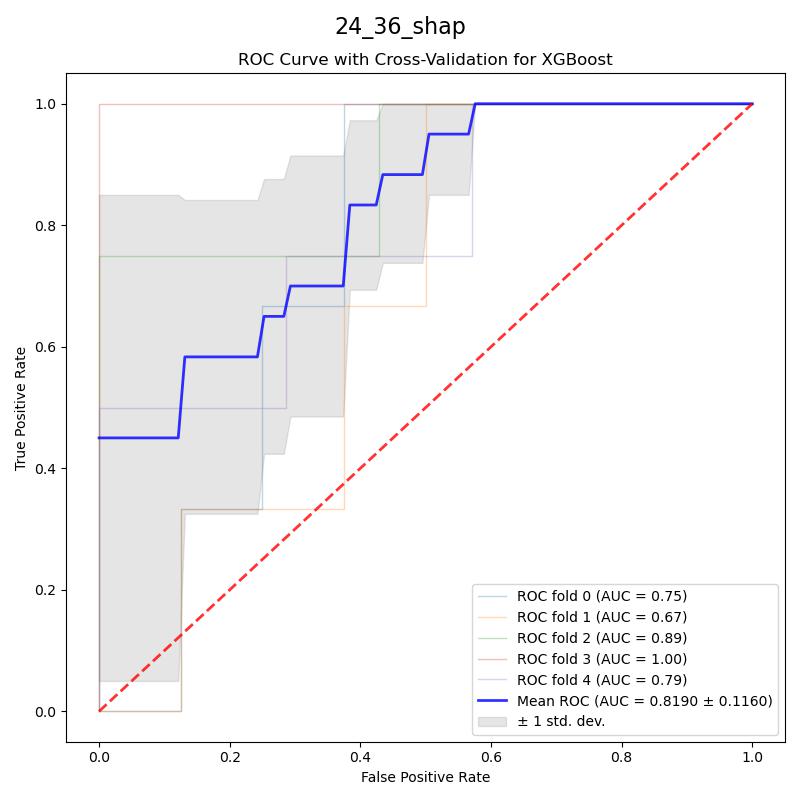 24_36_shap
ROC Curve with Cross-Validation for XGBoost
True Positive Rate
1.0
0.8
0.6
0.4
0.2
0.0
ROC fold 0 (AUC = 0.75)
ROC fold 1 (AUC = 0.67)
ROC fold 2 (AUC = 0.89)
ROC fold 3 (AUC = 1.00)
ROC fold 4 (AUC = 0.79)
Mean ROC (AUC = 0.8190 ± 0.1160)
± 1 std. dev.
0.0 0.2 0.4 0.6 0.8 1.0
False Positive Rate